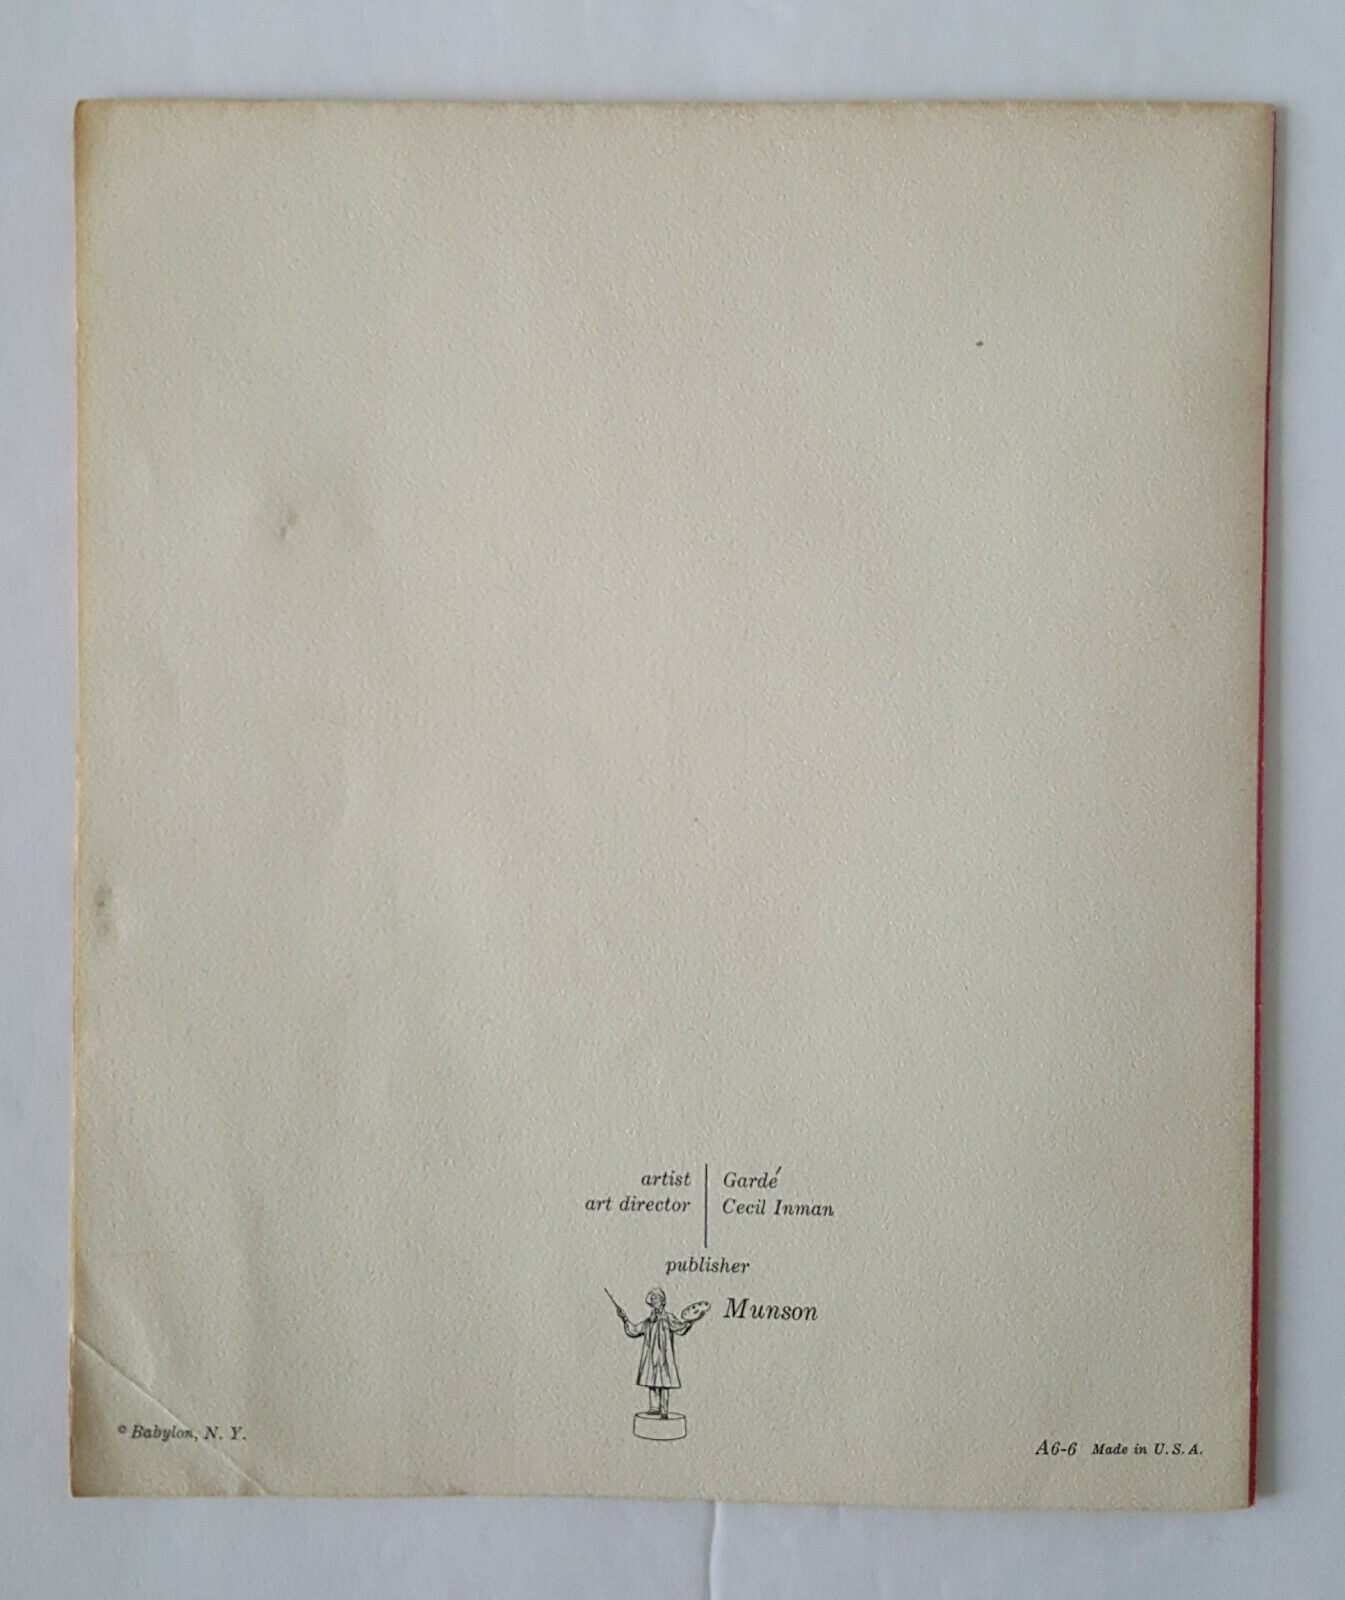 artist | Gardé
art director | Cecil Inman
publisher
Munson
© Babylon, N. Y.
A6-6 Made in U.S.A.